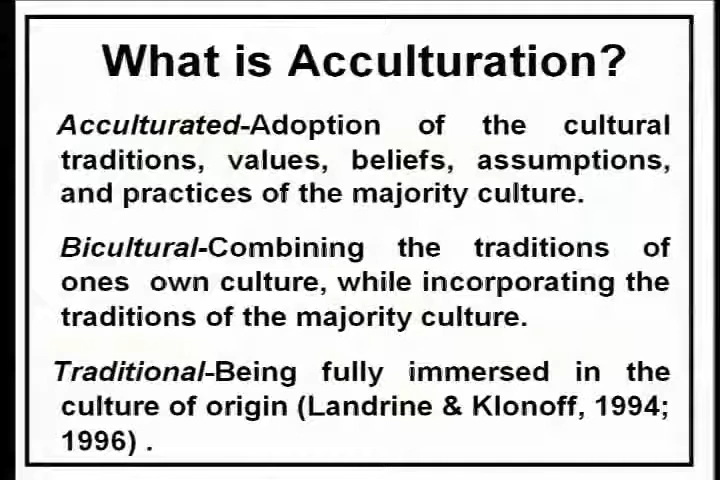 What is Acculturation?
Acculturated-Adoption of the cultural
traditions, values, beliefs, assumptions,
and practices of the majority culture.
Bicultural-Combining the traditions of
ones own culture, while incorporating the
traditions of the majority culture.
Traditional-Being fully immersed in the
culture of origin (Landrine & Klonoff, 1994;
1996) .